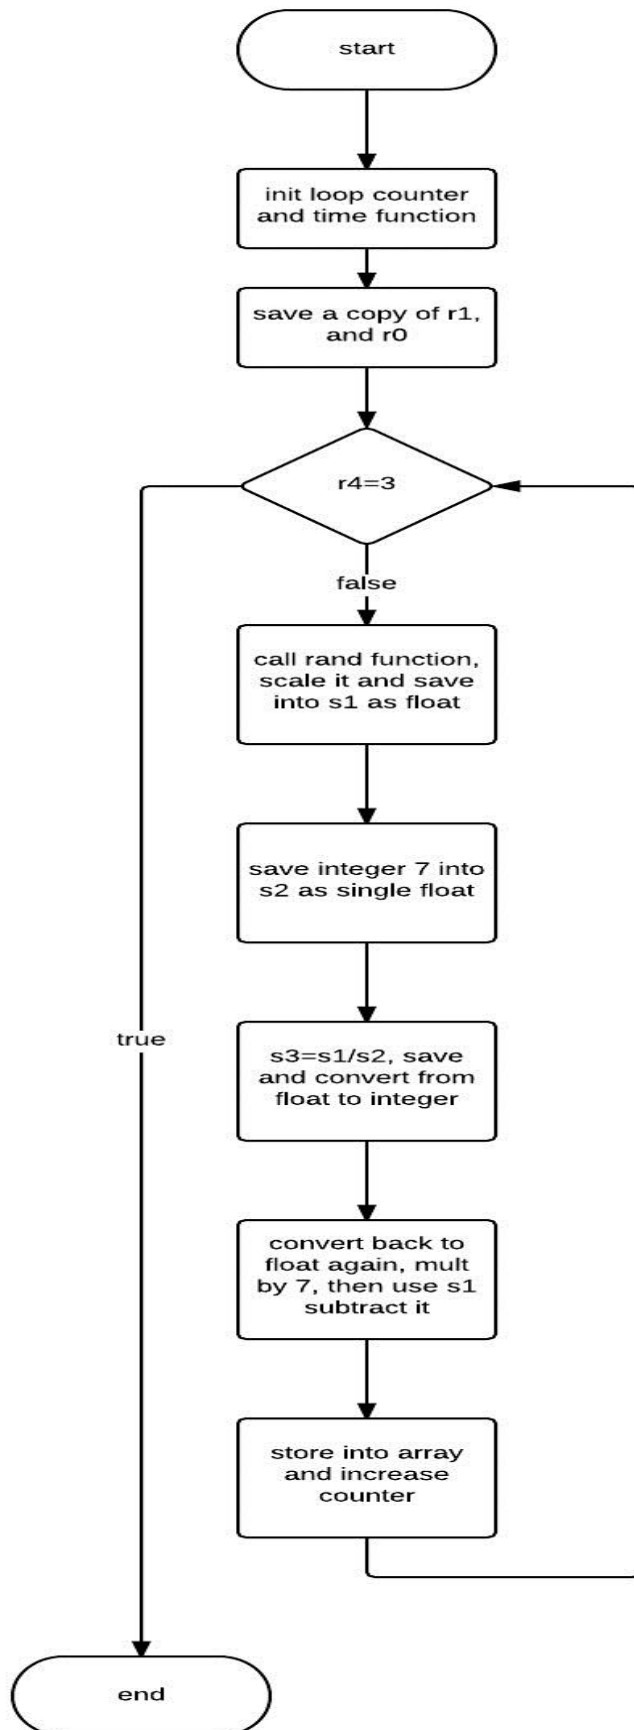 start
init loop counter
and time function
save a copy of r1,
and r0
r4=3
false
call rand function,
scale it and save
into s1 as float
save integer 7 into
s2 as single float
true
s3=s1/s2, save
and convert from
float to integer
convert back to
float again, mult
by 7, then use s1
subtract it
store into array
and increase
counter
end